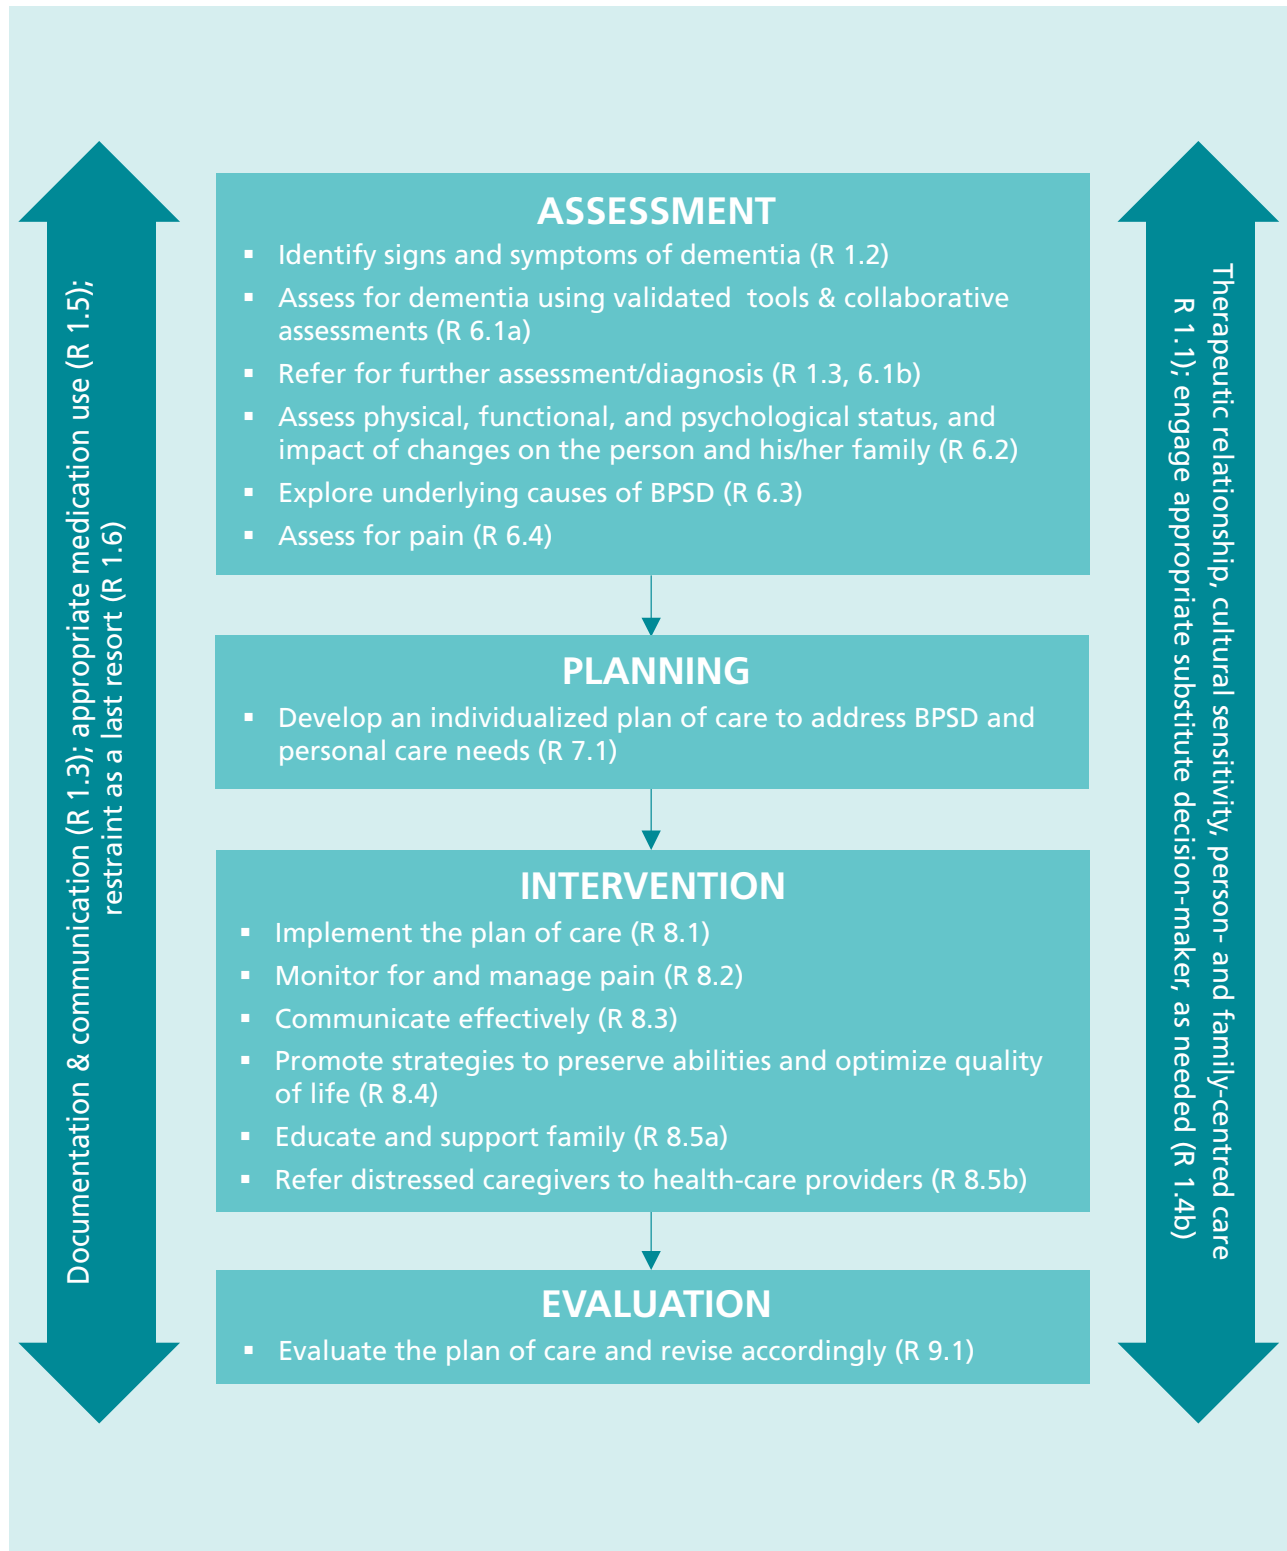 Documentation & communication (R 1.3); appropriate medication use (R 1.5);
restraint as a last resort (R 1.6)
ASSESSMENT
▪ Identify signs and symptoms of dementia (R 1.2)
▪ Assess for dementia using validated  tools & collaborative
assessments (R 6.1a)
▪ Refer for further assessment/diagnosis (R 1.3, 6.1b)
▪ Assess physical, functional, and psychological status, and
impact of changes on the person and his/her family (R 6.2)
▪ Explore underlying causes of BPSD (R 6.3)
▪ Assess for pain (R 6.4)
PLANNING
▪ Develop an individualized plan of care to address BPSD and
personal care needs (R 7.1)
INTERVENTION
▪ Implement the plan of care (R 8.1)
▪ Monitor for and manage pain (R 8.2)
▪ Communicate effectively (R 8.3)
▪ Promote strategies to preserve abilities and optimize quality
of life (R 8.4)
▪ Educate and support family (R 8.5a)
▪ Refer distressed caregivers to health-care providers (R 8.5b)
EVALUATION
▪ Evaluate the plan of care and revise accordingly (R 9.1)
Therapeutic relationship, cultural sensitivity, person- and family-centred care
R 1.1); engage appropriate substitute decision-maker, as needed (R 1.4b)